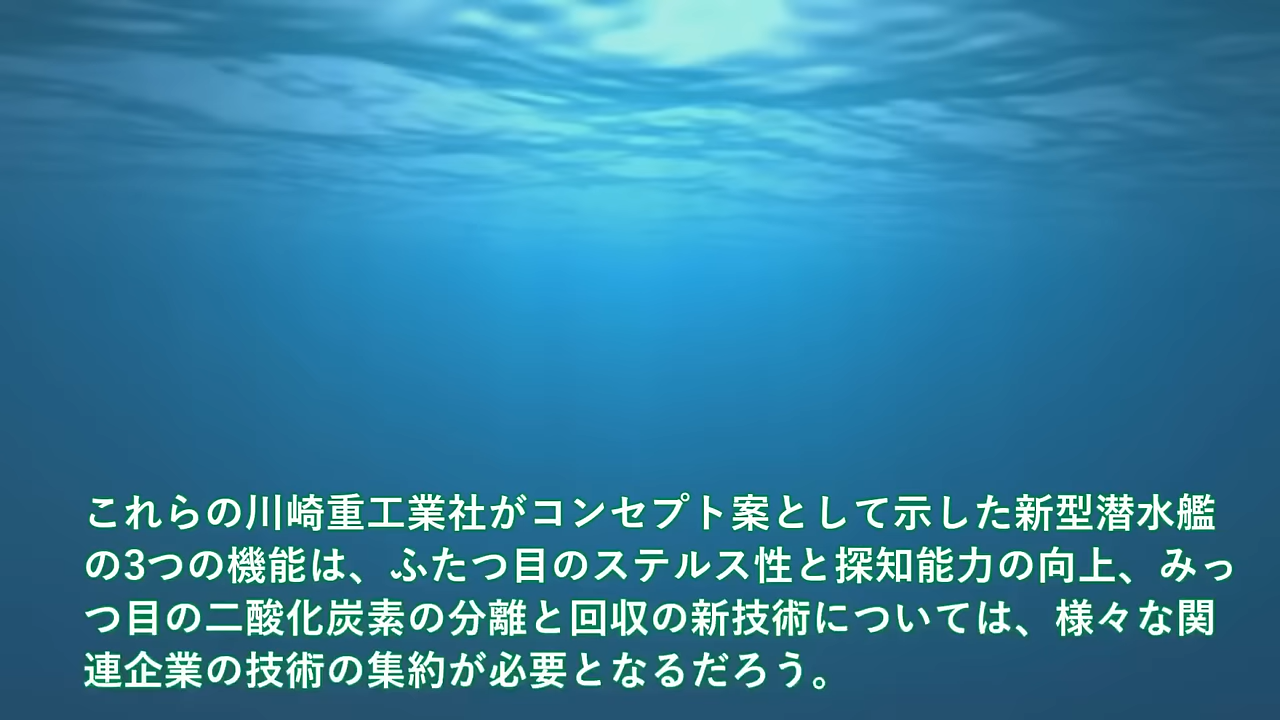 これらの川崎重工業社がコンセプト案として示した新型潜水艦
の3つの機能は、ふたつ目のステルス性と探知能力の向上、みっ
つ目の二酸化炭素の分離と回収の新技術については、様々な関
連企業の技術の集約が必要となるだろう。